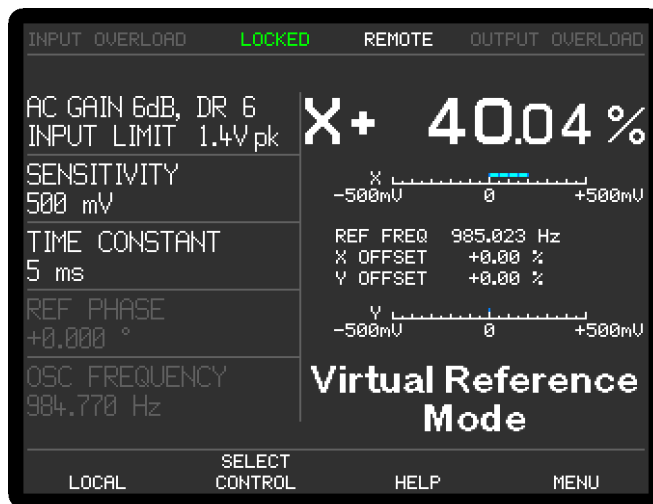 INPUT OVERLOAD LOCKED REMOTE OUTPUT OVERLOAD
AC GAIN 6dB, DR 6
INPUT LIMIT 1.4V pk
X+ 40.04 %
SENSITIVITY
500 mV
X
-500mV 0 +500mV
TIME CONSTANT
5 ms
REF FREQ 985.023 Hz
X OFFSET +0.00 %
Y OFFSET +0.00 %
REF PHASE
+0.000 °
Y
-500mV 0 +500mV
OSC FREQUENCY
984.770 Hz
Virtual Reference
Mode
LOCAL
SELECT
CONTROL
HELP
MENU